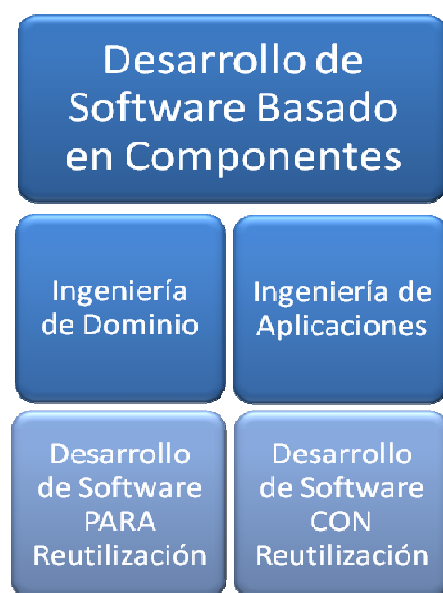 Desarrollo de
Software Basado
en Componentes
Ingeniería
de Dominio
Ingeniería de
Aplicaciones
Desarrollo
de Software
PARA
Reutilización
Desarrollo
de Software
CON
Reutilización